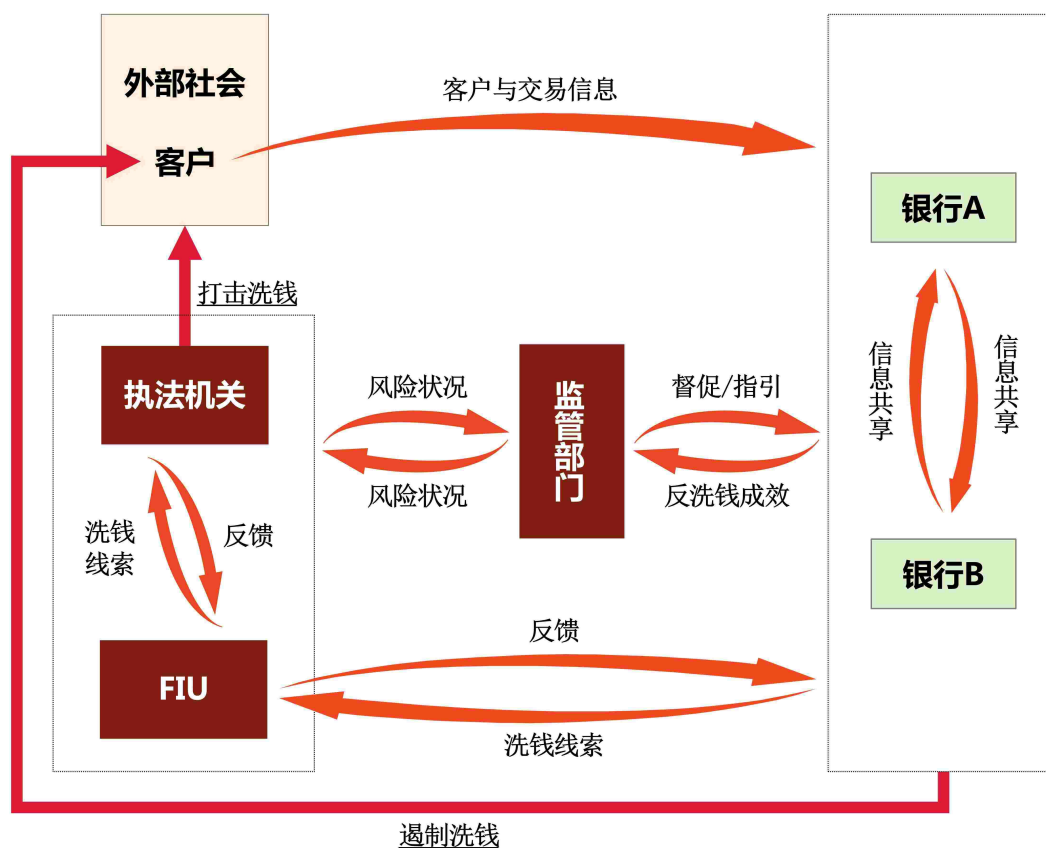 外部社会
客户
客户与交易信息
银行A
打击洗钱
执法机关
风险状况
监管部门
督促/指引
信息共享
信息共享
风险状况
反洗钱成效
洗钱
线索
反馈
银行B
FIU
反馈
洗钱线索
遏制洗钱